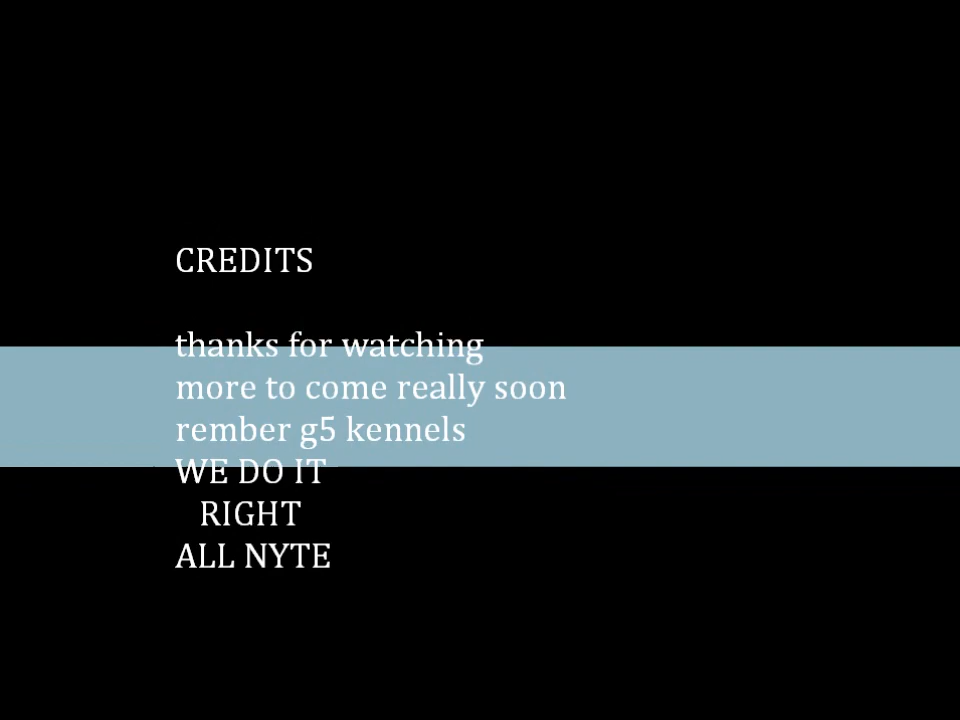 CREDITS
thanks for watching
more to come really soon
rember g5 kennels
WE DO IT
RIGHT
ALL NYTE